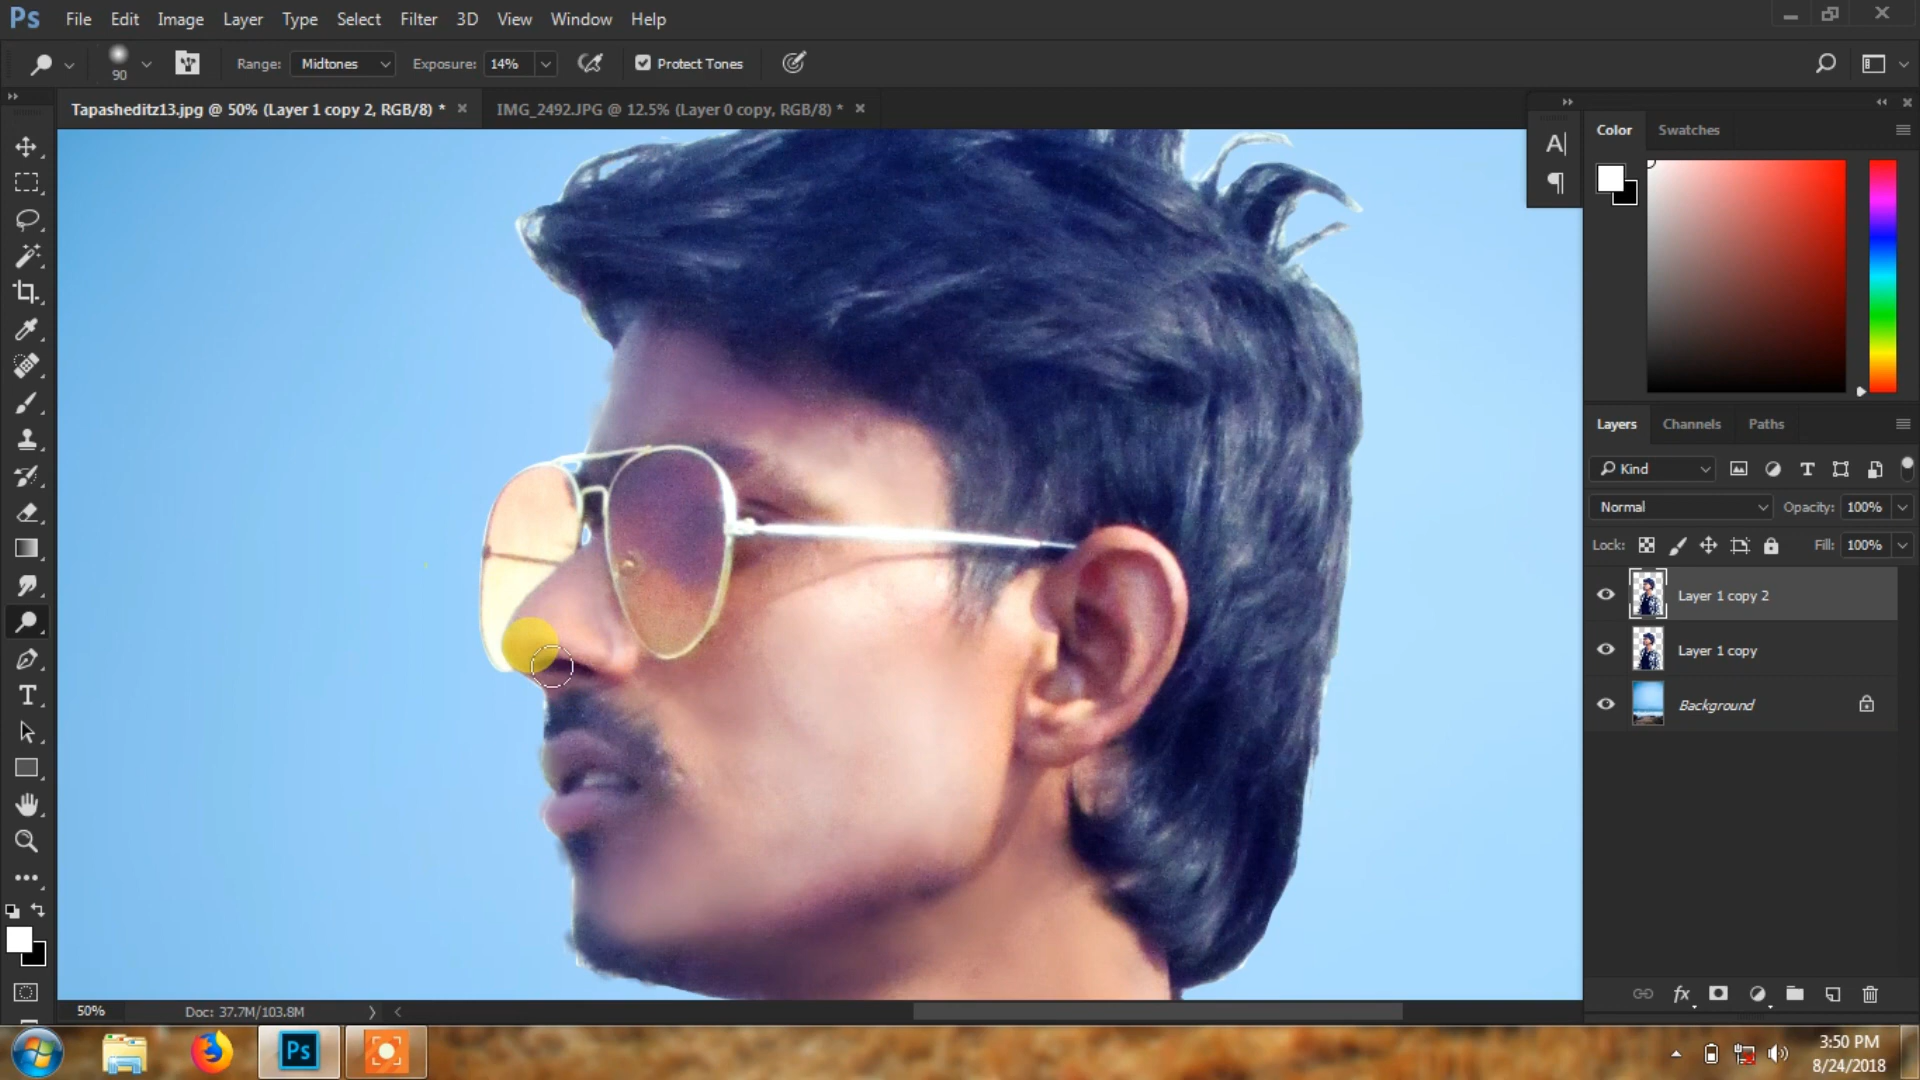 Ps File Edit Image Layer Type Select Filter 3D View Window Help
90 Range: Midtones Exposure: 14% Protect Tones
Tapasheditz13.jpg @ 50% (Layer 1 copy 2, RGB/8) * × IMG_2492.JPG @ 12.5% (Layer 0 copy, RGB/8) * ×
Color Swatches
Layers Channels Paths
Kind
Normal Opacity: 100%
Lock: Fill: 100%
Layer 1 copy 2
Layer 1 copy
Background
fx
50% Doc: 37.7M/103.8M
Ps
3:50 PM
8/24/2018